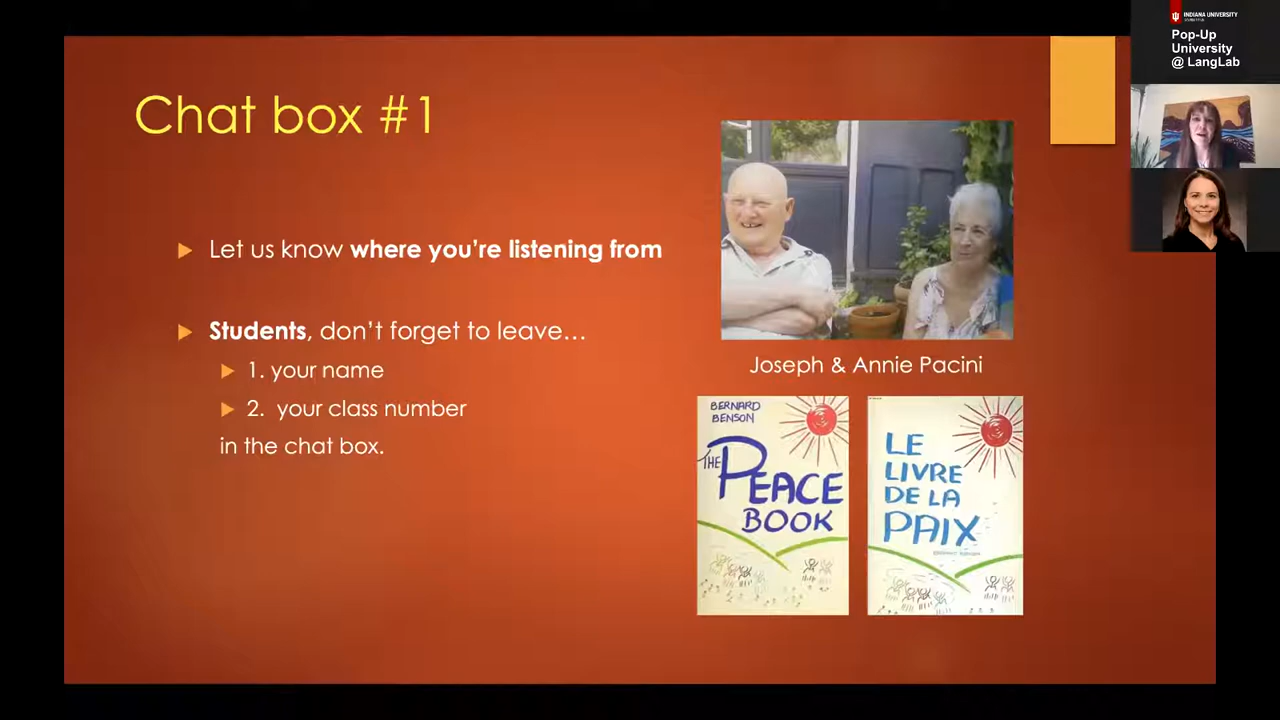 Chat box #1
Let us know where you're listening from
Students, don't forget to leave…
1. your name
2. your class number
in the chat box.
Joseph & Annie Pacini
BERNARD
BENSON
THE
PEACE
BOOK
LE
LIVRE
DE LA
PAIX
INDIANA UNIVERSITY
Pop-Up
University
@ LangLab